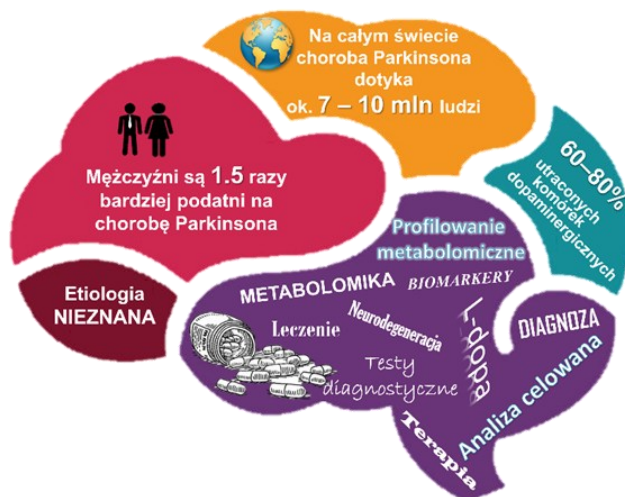 Na całym świecie
choroba Parkinsona
dotyka
ok. 7 – 10 mln ludzi
Mężczyźni są 1.5 razy
bardziej podatni na
chorobę Parkinsona
60–80%
utraconych
komórek
dopaminergicznych
Etiologia
NIEZNANA
Profilowanie
metabolomiczne
METABOLOMIKA
BIOMARKERY
Leczenie
Neurodegeneracja
L-dopa
DIAGNOZA
Testy
diagnostyczne
Analiza celowana
Terapia